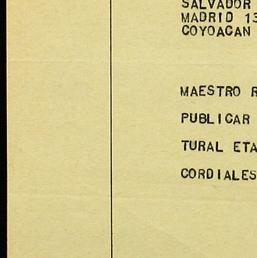 SALVADOR
MADRID 13
COYOACAN
MAESTRO R
PUBLICAR
TURAL ETA
CORDIALES